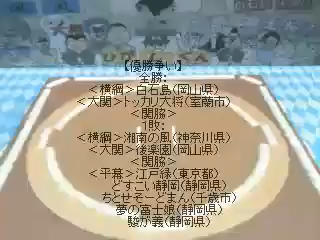 【優勝争い】
全勝:
＜横綱＞白石島(岡山県)
＜大関＞トッカリ大将(室蘭市)
＜関脇＞
1敗:
＜横綱＞湘南の風(神奈川県)
＜大関＞後楽園(岡山県)
＜関脇＞
＜平幕＞江戸緑(東京都)
どすこい静岡(静岡県)
ちとせそーどまん(千歳市)
夢の富士娘(静岡県)
駿が義(静岡県)